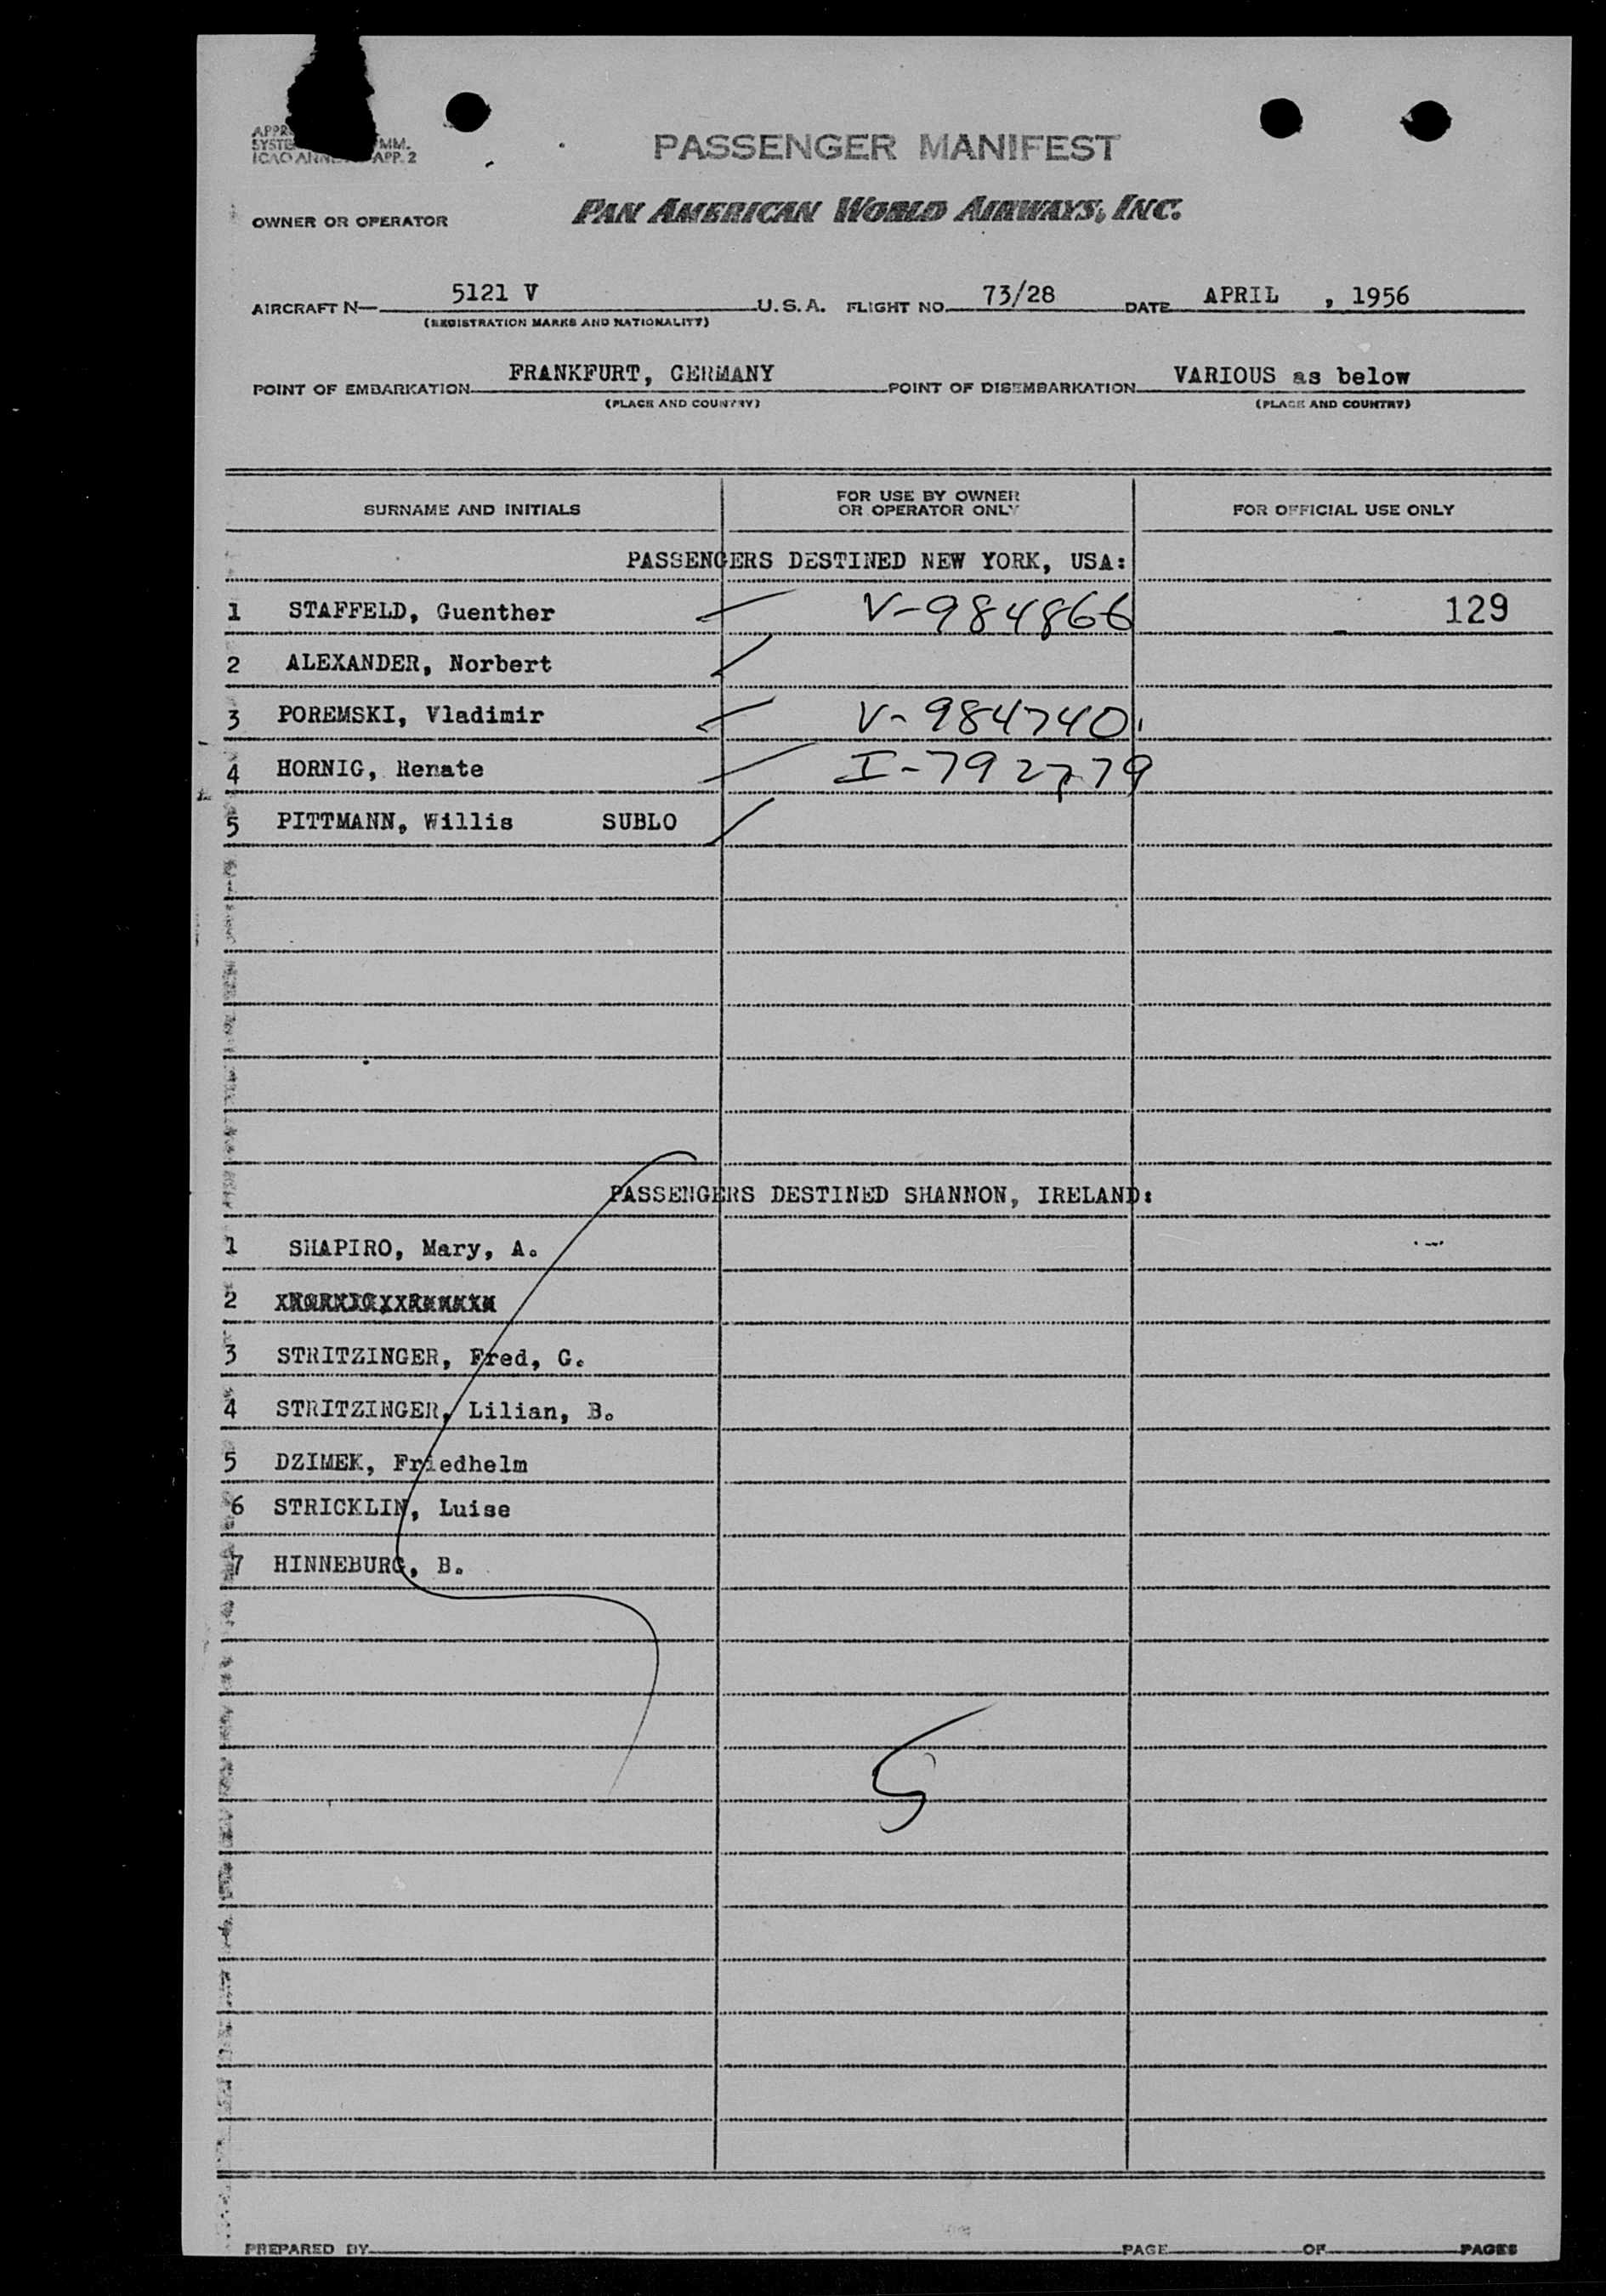 PASSENGER MANIFEST
MM.
APP. 2
OWNER OR OPERATOR PAN AMERICAN WORLD AIRWAYS, INC.
AIRCRAFT N— 5121 V U.S.A. FLIGHT NO. 73/28 DATE APRIL , 1956
(REGISTRATION MARKS AND NATIONALITY)
POINT OF EMBARKATION FRANKFURT, GERMANY POINT OF DISEMBARKATION VARIOUS as below
(PLACE AND COUNTRY) (PLACE AND COUNTRY)
SURNAME AND INITIALS FOR USE BY OWNER OR OPERATOR ONLY FOR OFFICIAL USE ONLY
PASSENGERS DESTINED NEW YORK, USA:
1 STAFFELD, Guenther V-984866 129
2 ALEXANDER, Norbert
3 POREMSKI, Vladimir V-984740
4 HORNIG, Renate I-792779
5 PITTMANN, Willis SUBLO
PASSENGERS DESTINED SHANNON, IRELAND:
1 SHAPIRO, Mary, A.
2
3 STRITZINGER, Fred, G.
4 STRITZINGER, Lilian, B.
5 DZIMEK, Friedhelm
6 STRICKLIN, Luise
7 HINNEBURG, B.
5
PREPARED BY PAGE OF PAGES